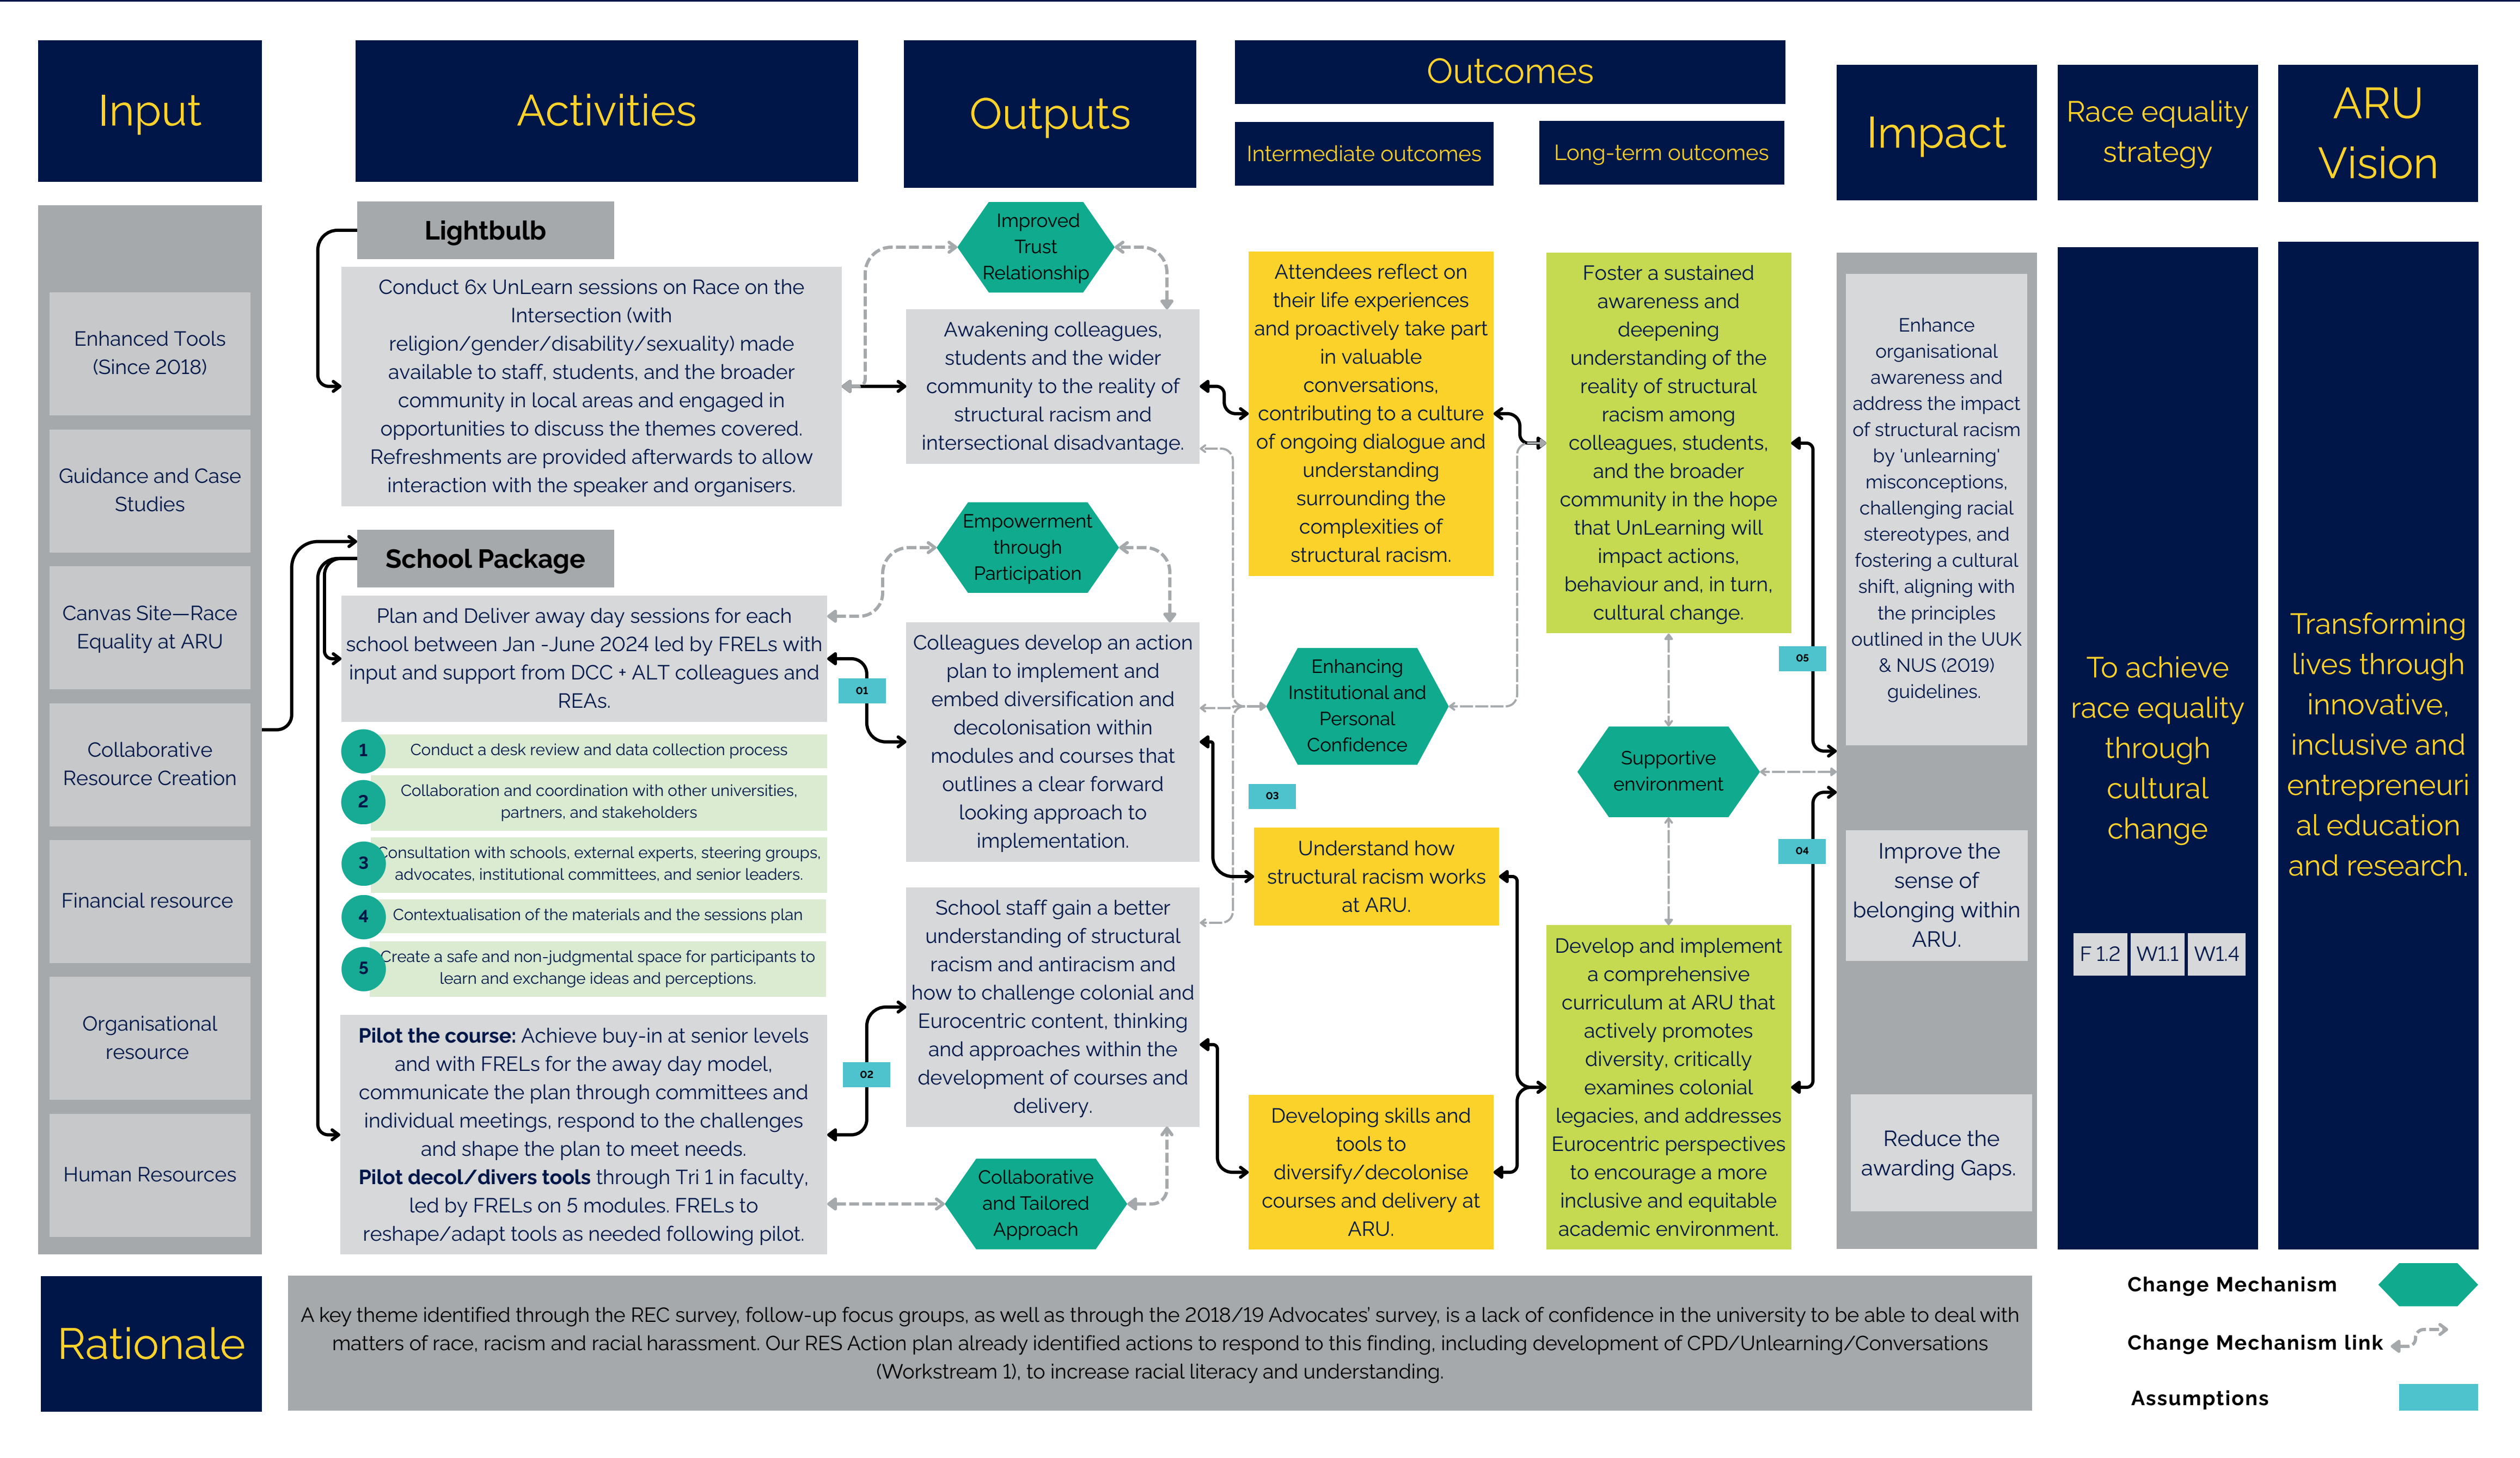 Input
Activities
Outputs
Outcomes
Intermediate outcomes
Long-term outcomes
Impact
Race equality
strategy
ARU
Vision
Enhanced Tools
(Since 2018)
Guidance and Case
Studies
Canvas Site—Race
Equality at ARU
Collaborative
Resource Creation
Financial resource
Organisational
resource
Human Resources
Lightbulb
Conduct 6x UnLearn sessions on Race on the
Intersection (with
religion/gender/disability/sexuality) made
available to staff, students, and the broader
community in local areas and engaged in
opportunities to discuss the themes covered.
Refreshments are provided afterwards to allow
interaction with the speaker and organisers.
School Package
Plan and Deliver away day sessions for each
school between Jan -June 2024 led by FRELs with
input and support from DCC + ALT colleagues and
REAs.
1 Conduct a desk review and data collection process
2 Collaboration and coordination with other universities,
partners, and stakeholders
3 Consultation with schools, external experts, steering groups,
advocates, institutional committees, and senior leaders.
4 Contextualisation of the materials and the sessions plan
5 Create a safe and non-judgmental space for participants to
learn and exchange ideas and perceptions.
Pilot the course: Achieve buy-in at senior levels
and with FRELs for the away day model,
communicate the plan through committees and
individual meetings, respond to the challenges
and shape the plan to meet needs.
Pilot decol/divers tools through Tri 1 in faculty,
led by FRELs on 5 modules. FRELs to
reshape/adapt tools as needed following pilot.
01
02
Improved
Trust
Relationship
Awakening colleagues,
students and the wider
community to the reality of
structural racism and
intersectional disadvantage.
Empowerment
through
Participation
Colleagues develop an action
plan to implement and
embed diversification and
decolonisation within
modules and courses that
outlines a clear forward
looking approach to
implementation.
School staff gain a better
understanding of structural
racism and antiracism and
how to challenge colonial and
Eurocentric content, thinking
and approaches within the
development of courses and
delivery.
Collaborative
and Tailored
Approach
Attendees reflect on
their life experiences
and proactively take part
in valuable
conversations,
contributing to a culture
of ongoing dialogue and
understanding
surrounding the
complexities of
structural racism.
Enhancing
Institutional and
Personal
Confidence
03
Understand how
structural racism works
at ARU.
Developing skills and
tools to
diversify/decolonise
courses and delivery at
ARU.
Foster a sustained
awareness and
deepening
understanding of the
reality of structural
racism among
colleagues, students,
and the broader
community in the hope
that UnLearning will
impact actions,
behaviour and, in turn,
cultural change.
Supportive
environment
Develop and implement
a comprehensive
curriculum at ARU that
actively promotes
diversity, critically
examines colonial
legacies, and addresses
Eurocentric perspectives
to encourage a more
inclusive and equitable
academic environment.
05
04
Enhance
organisational
awareness and
address the impact
of structural racism
by 'unlearning'
misconceptions,
challenging racial
stereotypes, and
fostering a cultural
shift, aligning with
the principles
outlined in the UUK
& NUS (2019)
guidelines.
Improve the
sense of
belonging within
ARU.
Reduce the
awarding Gaps.
To achieve
race equality
through
cultural
change
F 1.2 W1.1 W1.4
Transforming
lives through
innovative,
inclusive and
entrepreneuri
al education
and research.
Rationale
A key theme identified through the REC survey, follow-up focus groups, as well as through the 2018/19 Advocates’ survey, is a lack of confidence in the university to be able to deal with
matters of race, racism and racial harassment. Our RES Action plan already identified actions to respond to this finding, including development of CPD/Unlearning/Conversations
(Workstream 1), to increase racial literacy and understanding.
Change Mechanism
Change Mechanism link
Assumptions